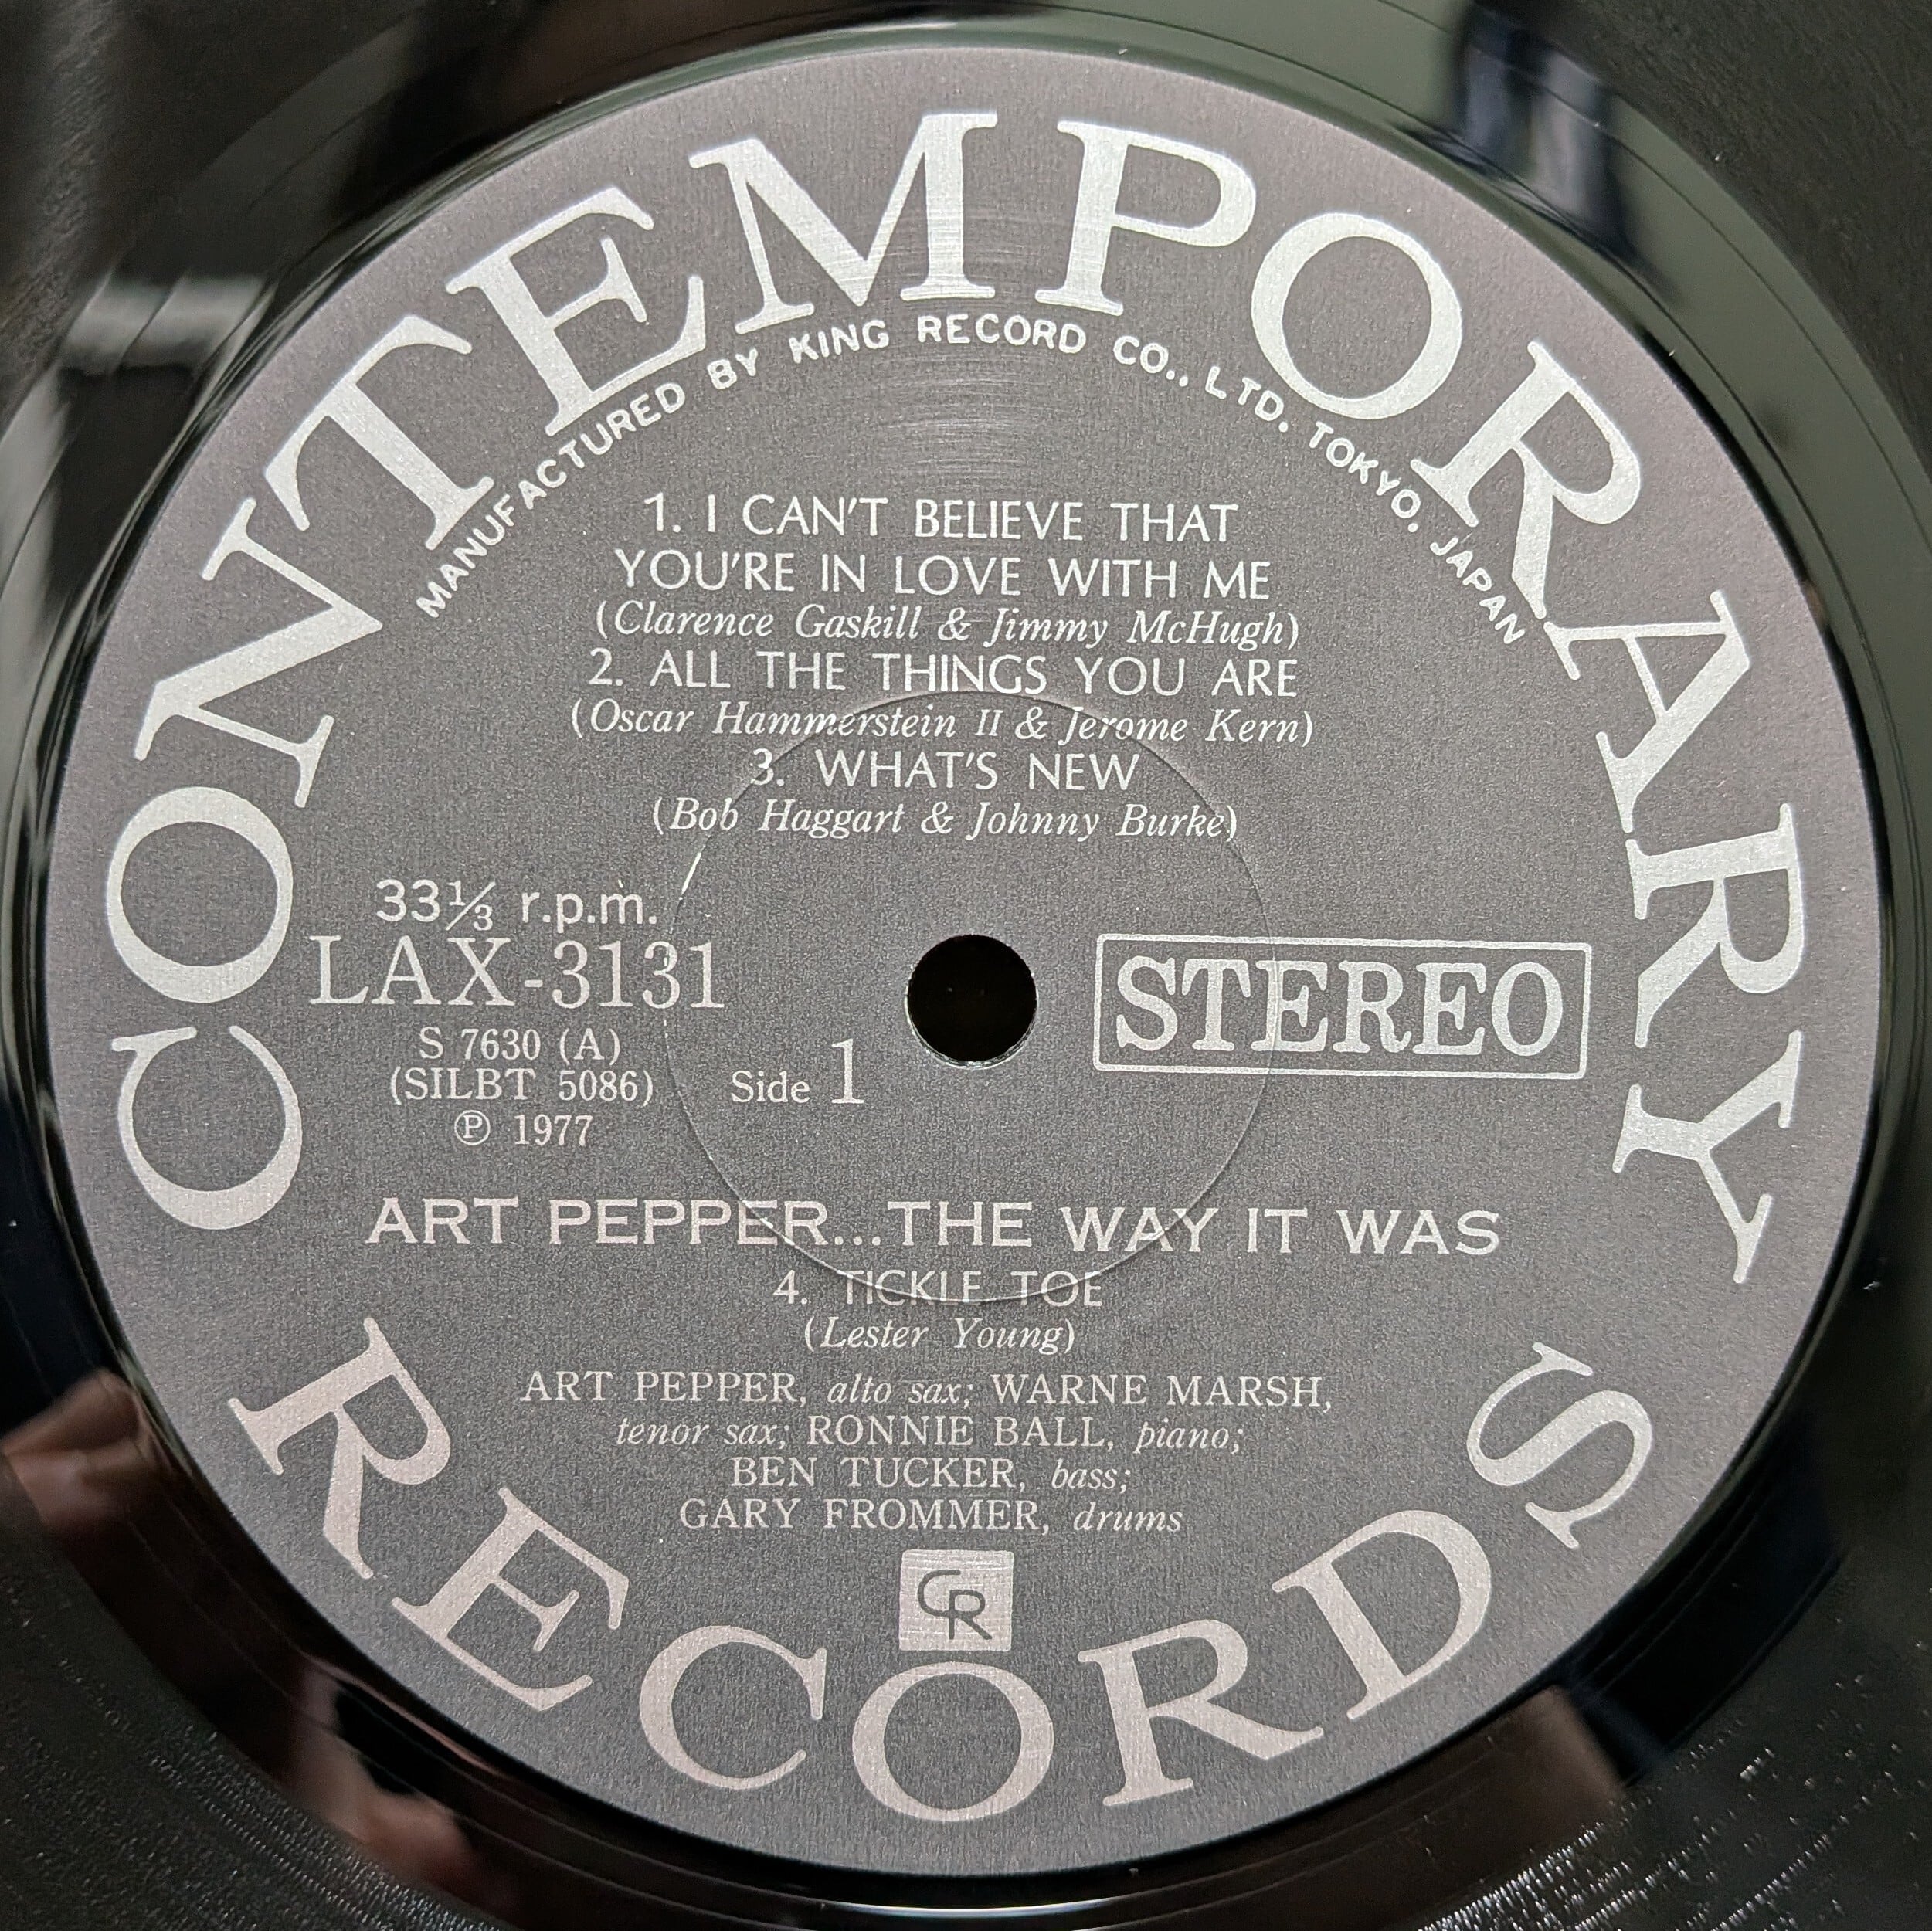 CONTEMPORARY
MANUFACTURED BY KING RECORD CO., LTD. TOKYO. JAPAN
1. I CAN'T BELIEVE THAT
YOU'RE IN LOVE WITH ME
(Clarence Gaskill & Jimmy McHugh)
2. ALL THE THINGS YOU ARE
(Oscar Hammerstein II & Jerome Kern)
3. WHAT'S NEW
(Bob Haggart & Johnny Burke)
33⅓ r.p.m.
LAX-3131
S 7630 (A)
(SILBT 5086)
℗ 1977
Side 1
STEREO
ART PEPPER...THE WAY IT WAS
4. TICKLE TOE
(Lester Young)
ART PEPPER, alto sax; WARNE MARSH,
tenor sax; RONNIE BALL, piano;
BEN TUCKER, bass;
GARY FROMMER, drums
CR
RECORDS